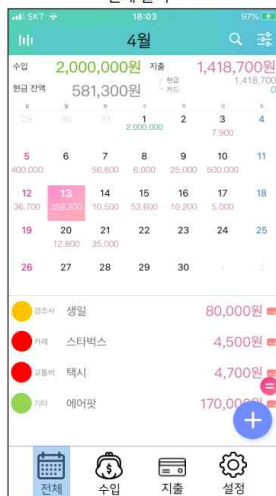 SKT 18:03 97%
4월
수입 2,000,000원 지출 1,418,700원
현금 1,418,700
현금 잔액 581,300원 카드 0
일 월 화 수 목 금 토
29 30 31 1 2 3 4
2,000,000 7,900
5 6 7 8 9 10 11
400,000 56,800 6,000 25,000 500,000
12 13 14 15 16 17 18
36,700 259,200 10,500 53,600 10,200 5,000
19 20 21 22 23 24 25
12,800 35,000
26 27 28 29 30 1 2
경조사 생일 80,000원
카페 스타벅스 4,500원
교통비 택시 4,700원
기타 에어팟 170,000원
전체 수입 지출 설정